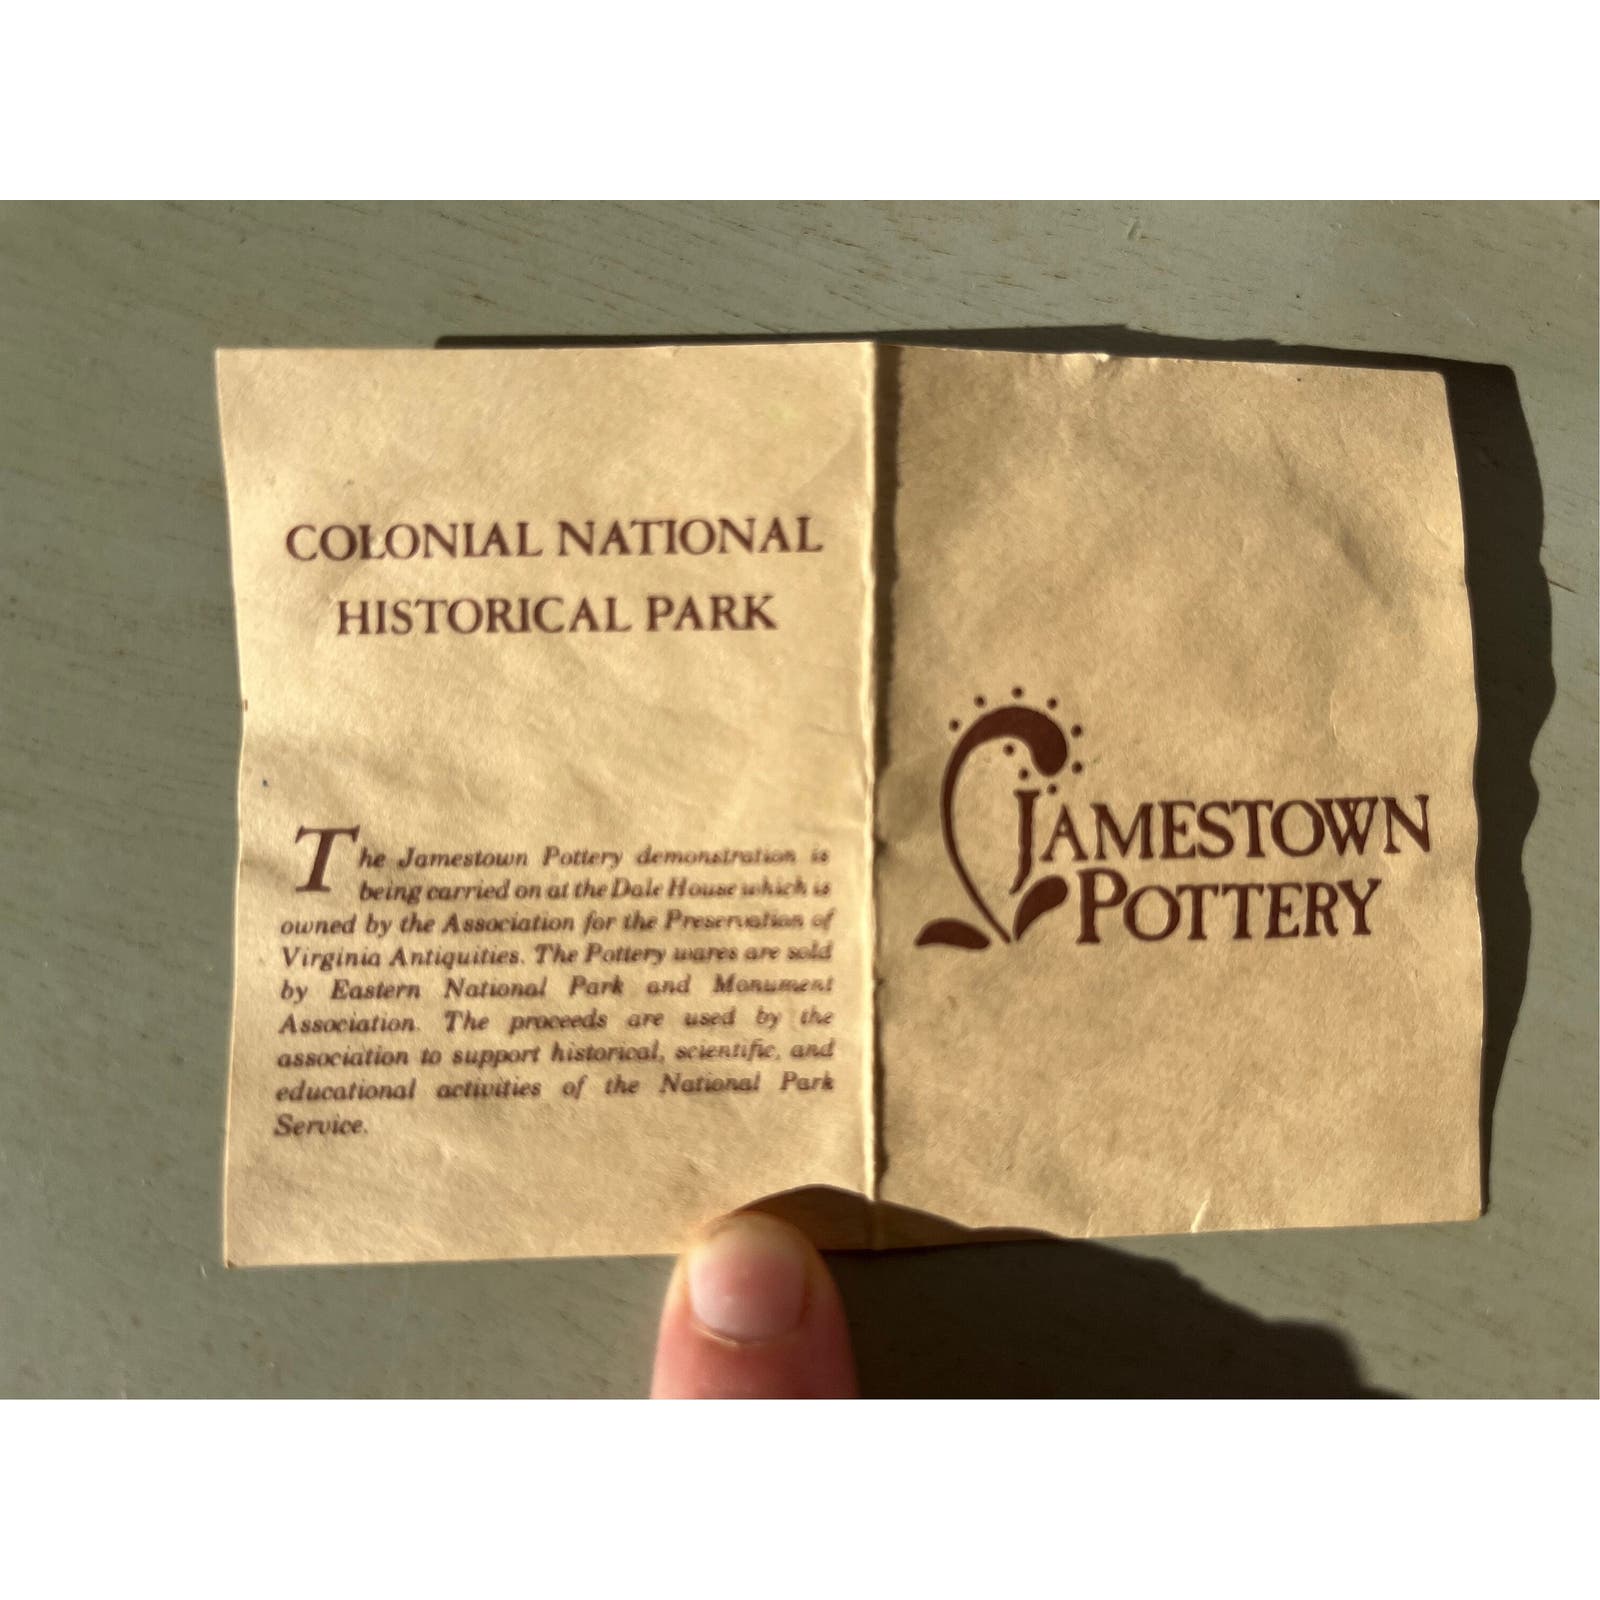 COLONIAL NATIONAL
HISTORICAL PARK
The Jamestown Pottery demonstration is
being carried on at the Dale House which is
owned by the Association for the Preservation of
Virginia Antiquities. The Pottery wares are sold
by Eastern National Park and Monument
Association. The proceeds are used by the
association to support historical, scientific, and
educational activities of the National Park
Service.
JAMESTOWN
POTTERY